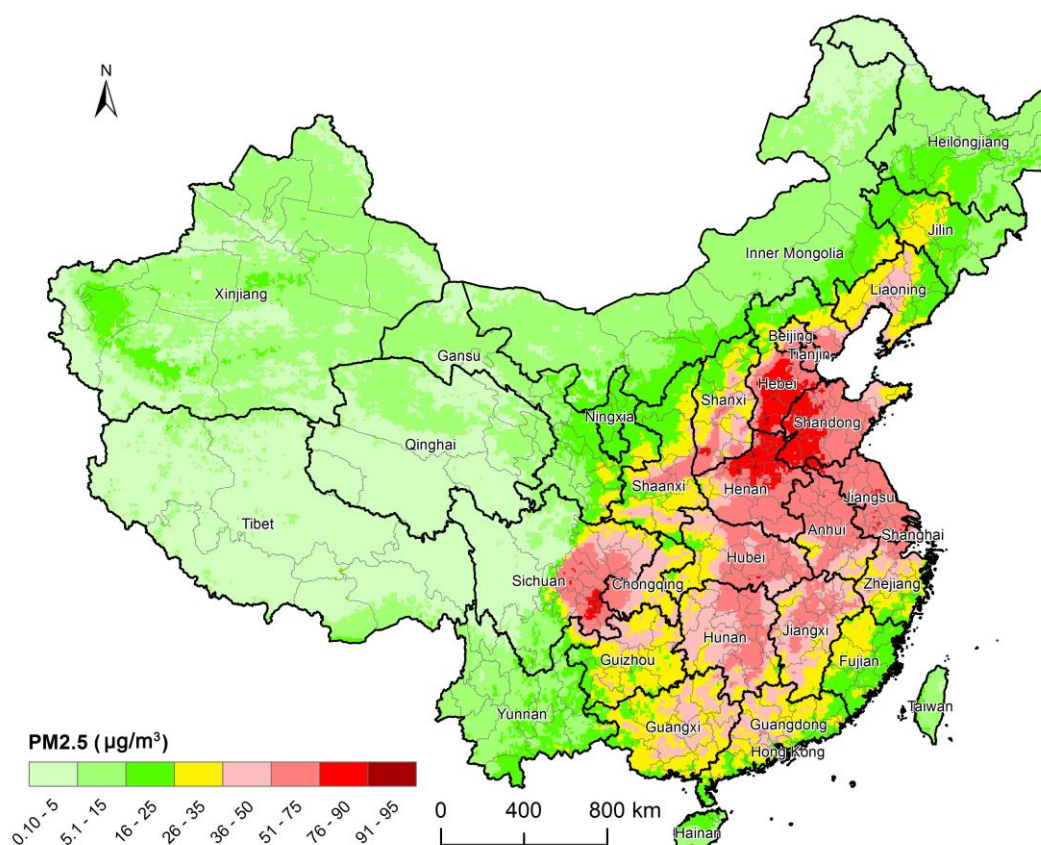 N
Heilongjiang
Jilin
Inner Mongolia
Liaoning
Xinjiang
Beijing
Tianjin
Gansu
Hebei
Shanxi
Ningxia
Shandong
Qinghai
Shaanxi
Henan
Jiangsu
Tibet
Anhui
Shanghai
Hubei
Sichuan
Chongqing
Zhejiang
Hunan
Jiangxi
Guizhou
Fujian
Taiwan
Yunnan
Guangxi
Guangdong
Hong Kong
Hainan
PM2.5 (µg/m³)
0.10 - 5
5.1 - 15
16 - 25
26 - 35
36 - 50
51 - 75
76 - 90
91 - 95
0 400 800 km